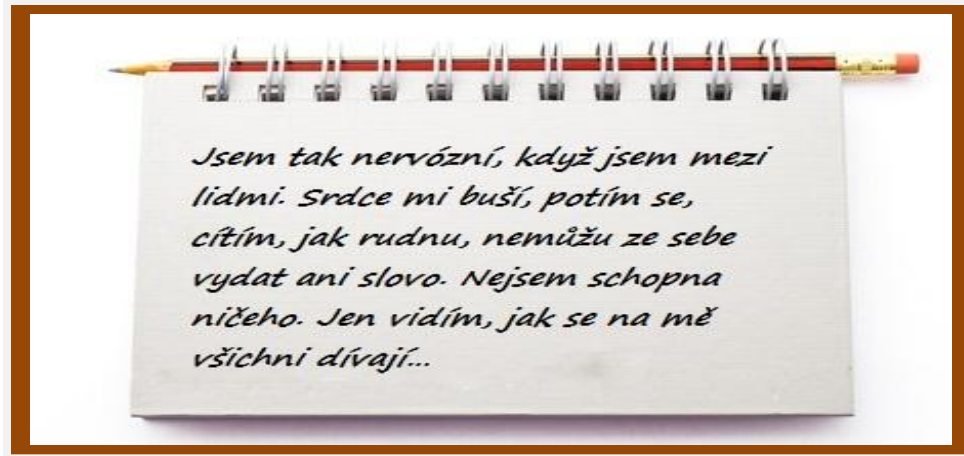 Jsem tak nervózní, když jsem mezi
lidmi. Srdce mi buší, potím se,
cítím, jak rudnu, nemůžu ze sebe
vydat ani slovo. Nejsem schopna
ničeho. Jen vidím, jak se na mě
všichni dívají...